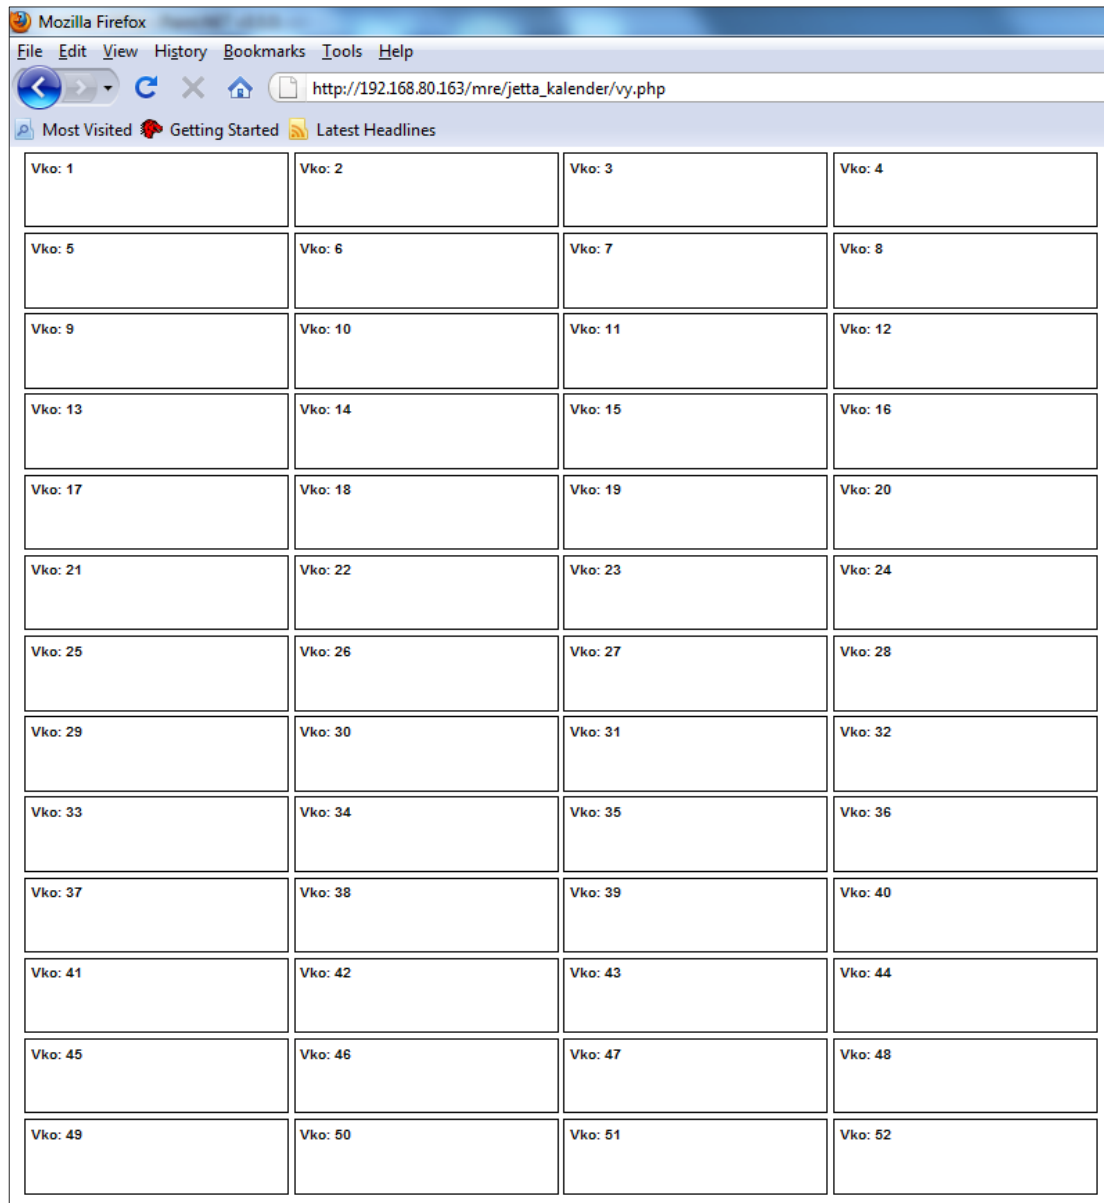 Mozilla Firefox
File Edit View History Bookmarks Tools Help
http://192.168.80.163/mre/jetta_kalender/vy.php
Most Visited Getting Started Latest Headlines
Vko: 1 Vko: 2 Vko: 3 Vko: 4
Vko: 5 Vko: 6 Vko: 7 Vko: 8
Vko: 9 Vko: 10 Vko: 11 Vko: 12
Vko: 13 Vko: 14 Vko: 15 Vko: 16
Vko: 17 Vko: 18 Vko: 19 Vko: 20
Vko: 21 Vko: 22 Vko: 23 Vko: 24
Vko: 25 Vko: 26 Vko: 27 Vko: 28
Vko: 29 Vko: 30 Vko: 31 Vko: 32
Vko: 33 Vko: 34 Vko: 35 Vko: 36
Vko: 37 Vko: 38 Vko: 39 Vko: 40
Vko: 41 Vko: 42 Vko: 43 Vko: 44
Vko: 45 Vko: 46 Vko: 47 Vko: 48
Vko: 49 Vko: 50 Vko: 51 Vko: 52